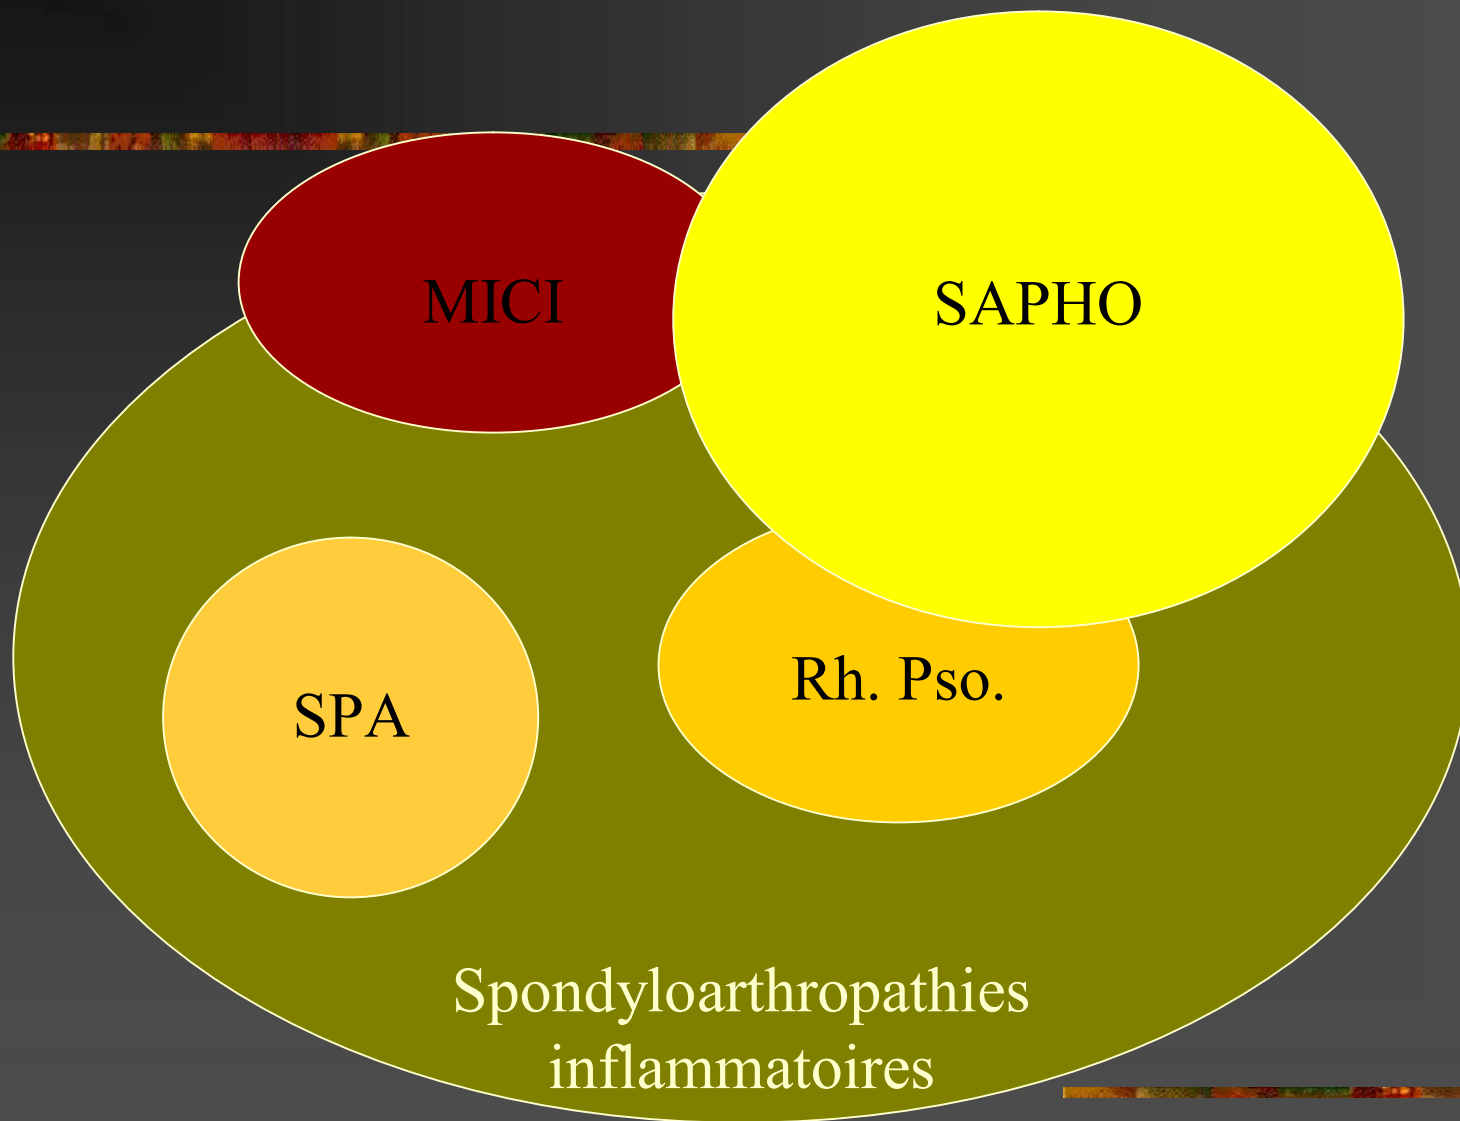 MICI
SAPHO
Rh. Pso.
SPA
Spondyloarthropathies
inflammatoires